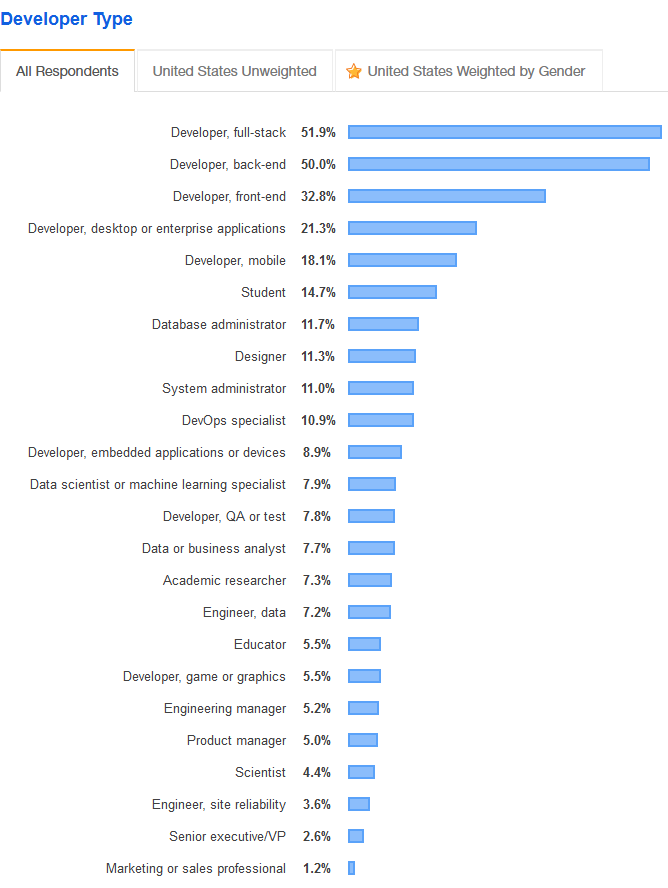 Developer Type
All Respondents United States Unweighted United States Weighted by Gender
Developer, full-stack 51.9%
Developer, back-end 50.0%
Developer, front-end 32.8%
Developer, desktop or enterprise applications 21.3%
Developer, mobile 18.1%
Student 14.7%
Database administrator 11.7%
Designer 11.3%
System administrator 11.0%
DevOps specialist 10.9%
Developer, embedded applications or devices 8.9%
Data scientist or machine learning specialist 7.9%
Developer, QA or test 7.8%
Data or business analyst 7.7%
Academic researcher 7.3%
Engineer, data 7.2%
Educator 5.5%
Developer, game or graphics 5.5%
Engineering manager 5.2%
Product manager 5.0%
Scientist 4.4%
Engineer, site reliability 3.6%
Senior executive/VP 2.6%
Marketing or sales professional 1.2%